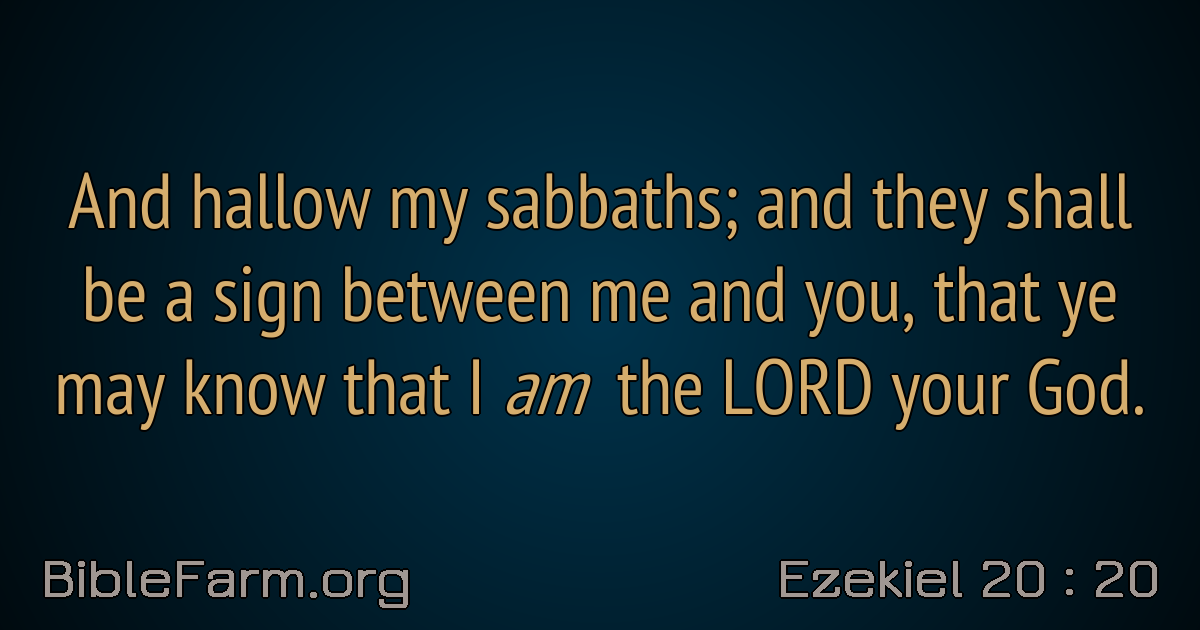 And hallow my sabbaths; and they shall
be a sign between me and you, that ye
may know that I am the LORD your God.
BibleFarm.org
Ezekiel 20 : 20